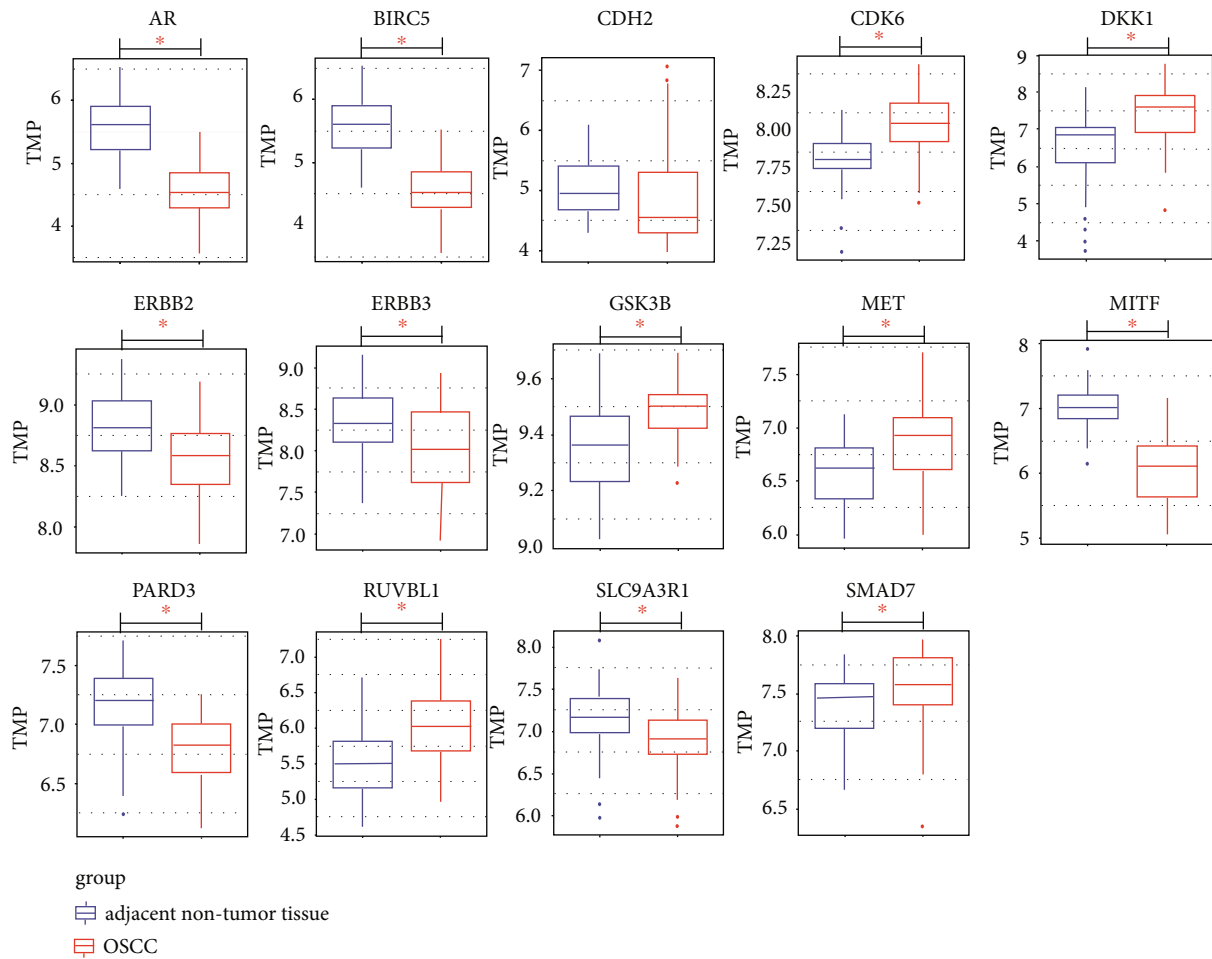 AR BIRC5 CDH2 CDK6 DKK1
* * * *
TMP 6 5 4
TMP 6 5 4
TMP 7 6 5 4
TMP 8.25 8.00 7.75 7.50 7.25
TMP 9 8 7 6 5 4
ERBB2 ERBB3 GSK3B MET MITF
* * * * *
TMP 9.0 8.5 8.0
TMP 9.0 8.5 8.0 7.5 7.0
TMP 9.6 9.4 9.2 9.0
TMP 7.5 7.0 6.5 6.0
TMP 8 7 6 5
PARD3 RUVBL1 SLC9A3R1 SMAD7
* * * *
TMP 7.5 7.0 6.5
TMP 7.0 6.5 6.0 5.5 5.0 4.5
TMP 8.0 7.5 7.0 6.5 6.0
TMP 8.0 7.5 7.0 6.5
group
adjacent non-tumor tissue
OSCC